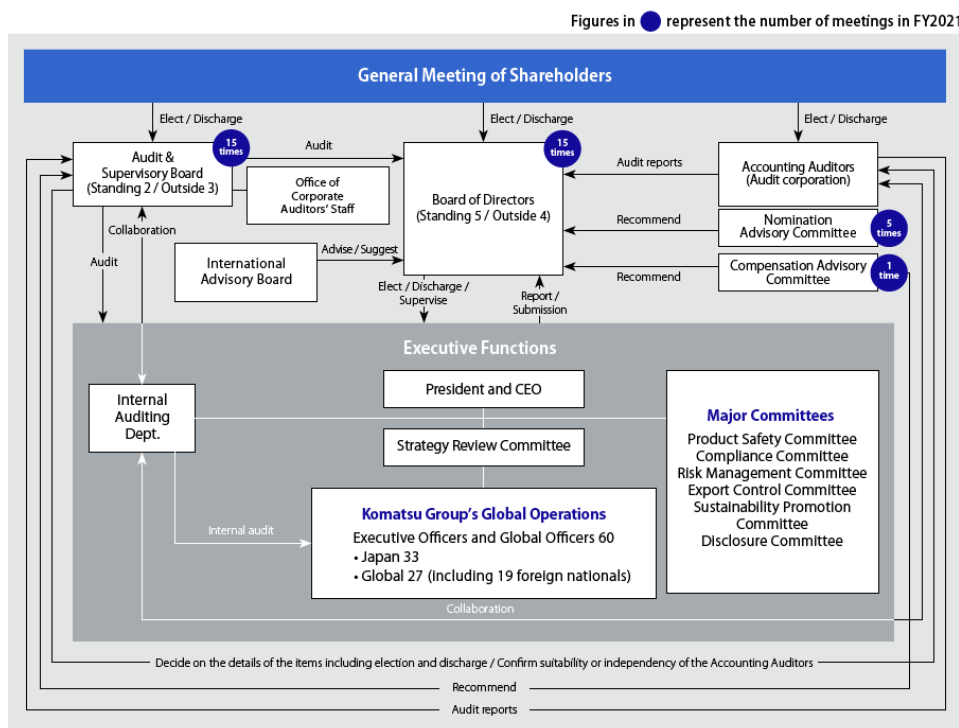 Figures in represent the number of meetings in FY2021
General Meeting of Shareholders
Elect / Discharge
Elect / Discharge
Elect / Discharge
15
times
15
times
Audit &
Supervisory Board
(Standing 2 / Outside 3)
Audit
Office of
Corporate
Auditors' Staff
Board of Directors
(Standing 5 / Outside 4)
Audit reports
Accounting Auditors
(Audit corporation)
Recommend
Nomination
Advisory Committee
5
times
Collaboration
Audit
International
Advisory Board
Advise / Suggest
Recommend
Compensation Advisory
Committee
1
time
Elect / Discharge /
Supervise
Report /
Submission
Executive Functions
Internal
Auditing
Dept.
President and CEO
Strategy Review Committee
Major Committees
Product Safety Committee
Compliance Committee
Risk Management Committee
Export Control Committee
Sustainability Promotion
Committee
Disclosure Committee
Internal audit
Komatsu Group's Global Operations
Executive Officers and Global Officers 60
• Japan 33
• Global 27 (including 19 foreign nationals)
Collaboration
Decide on the details of the items including election and discharge / Confirm suitability or independency of the Accounting Auditors
Recommend
Audit reports